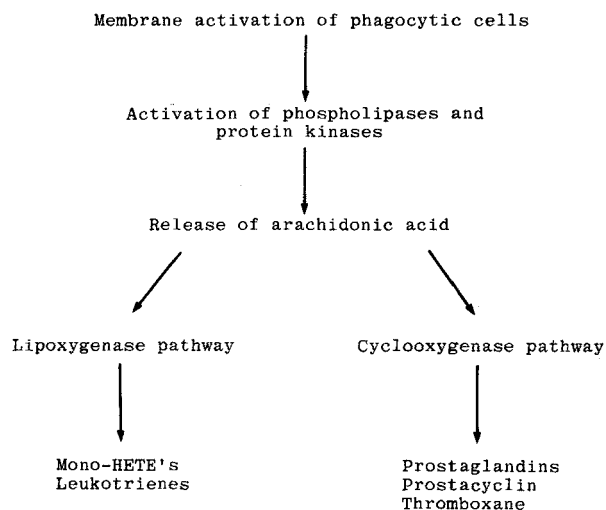 Membrane activation of phagocytic cells
Activation of phospholipases and
protein kinases
Release of arachidonic acid
Lipoxygenase pathway
Cyclooxygenase pathway
Mono-HETE's
Leukotrienes
Prostaglandins
Prostacyclin
Thromboxane